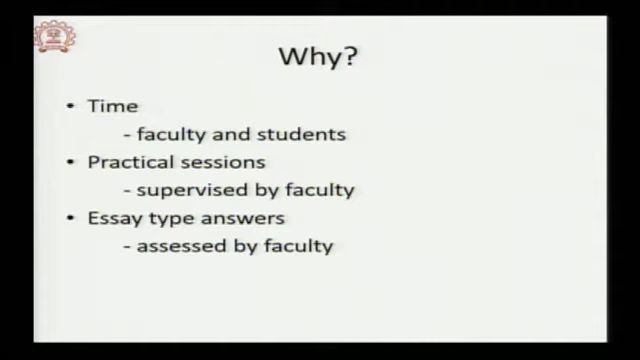 Why?
• Time
- faculty and students
• Practical sessions
- supervised by faculty
• Essay type answers
- assessed by faculty